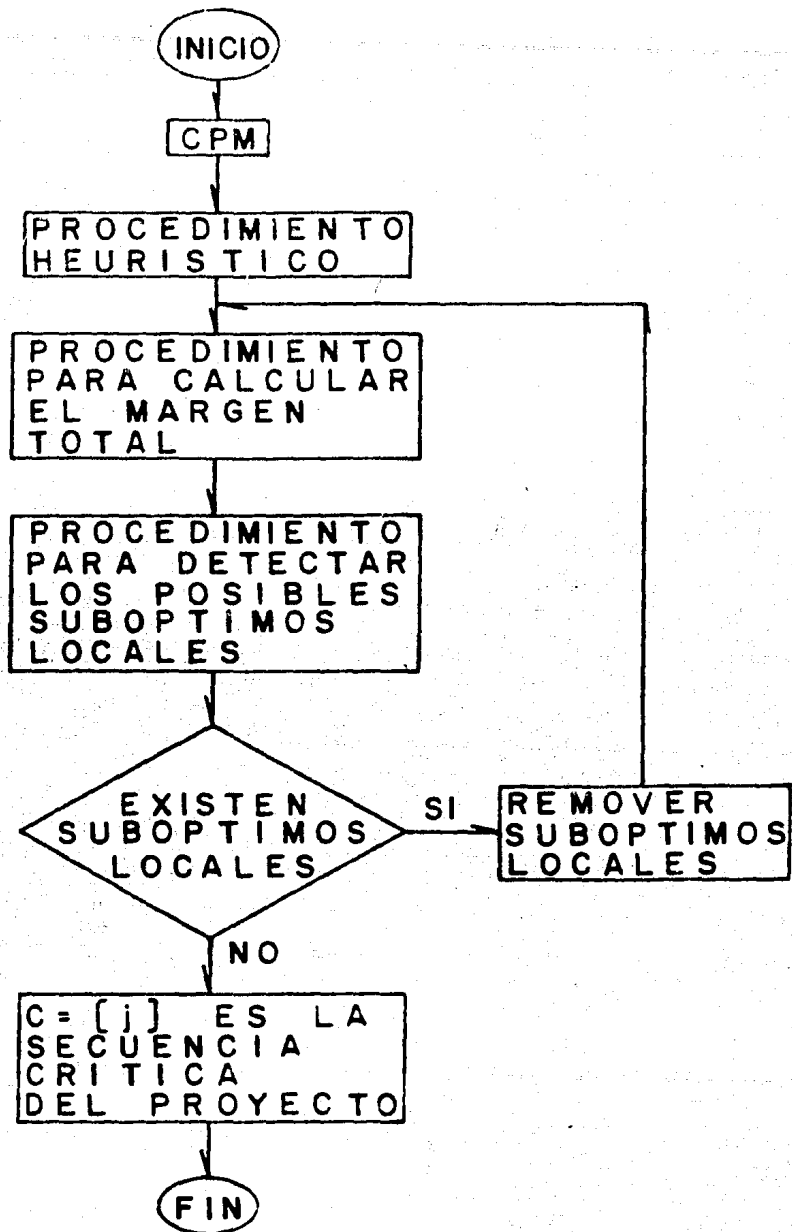 INICIO
CPM
PROCEDIMIENTO
HEURISTICO
PROCEDIMIENTO
PARA CALCULAR
EL MARGEN
TOTAL
PROCEDIMIENTO
PARA DETECTAR
LOS POSIBLES
SUBOPTIMOS
LOCALES
EXISTEN
SUBOPTIMOS
LOCALES
SI
REMOVER
SUBOPTIMOS
LOCALES
NO
C = [j] ES LA
SECUENCIA
CRITICA
DEL PROYECTO
FIN